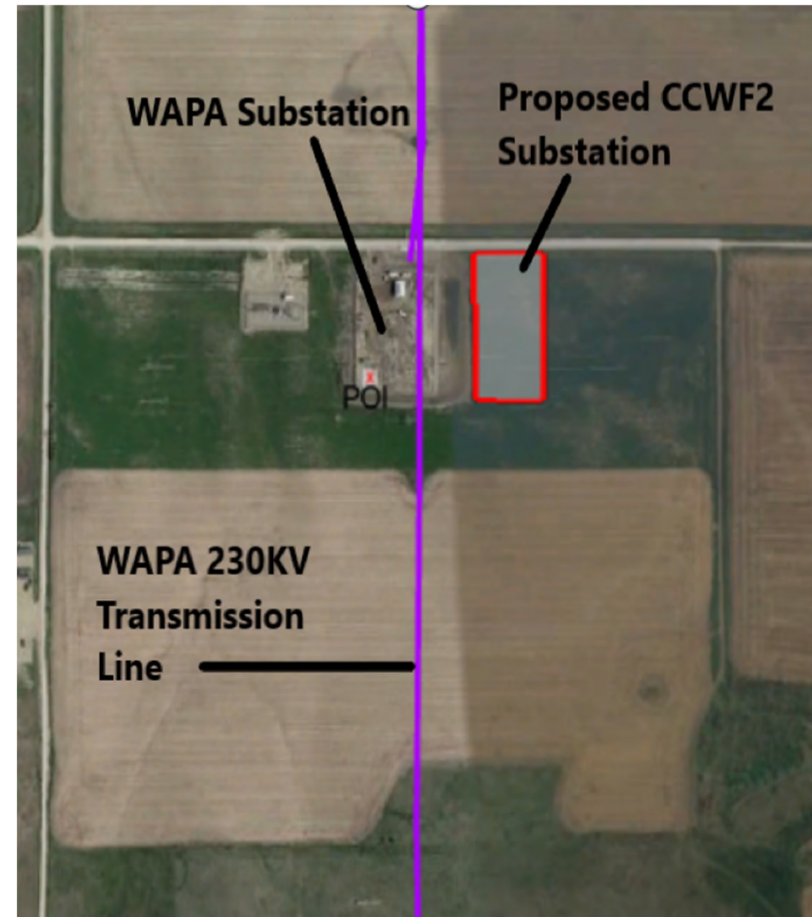 WAPA Substation
Proposed CCWF2
Substation
X
POI
WAPA 230KV
Transmission
Line